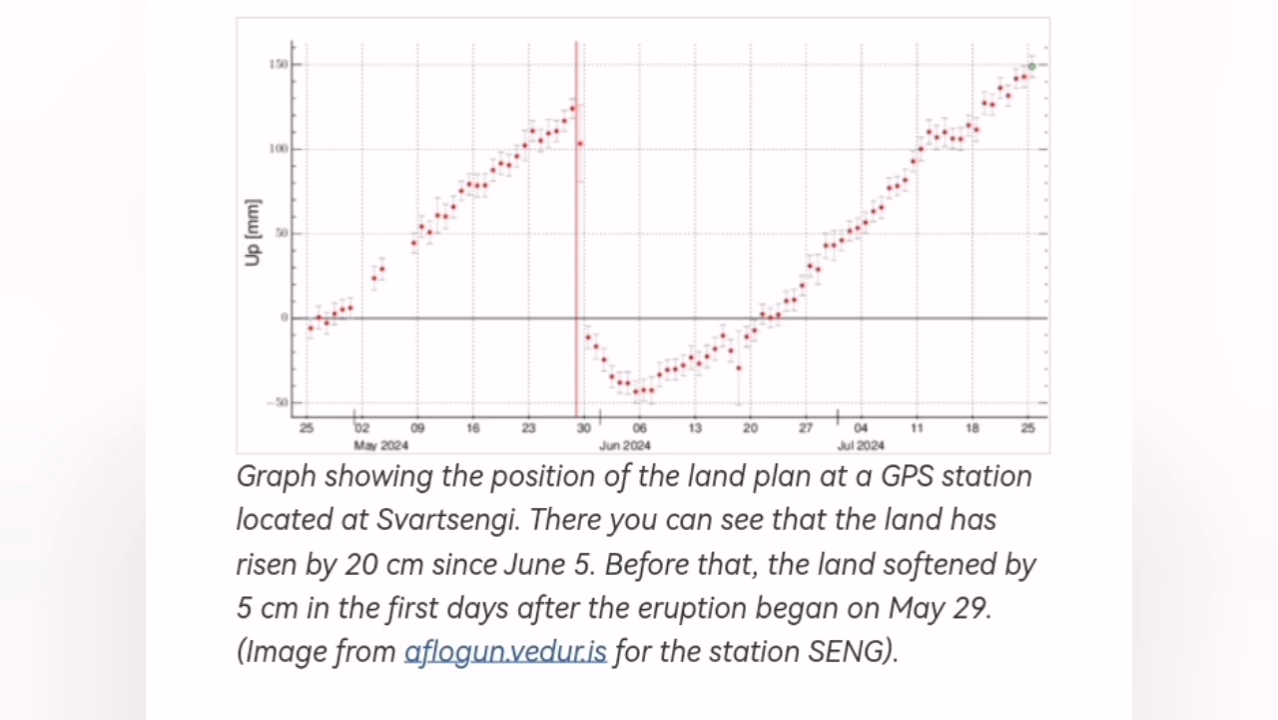 150
100
50
0
-50
Up [mm]
25 02 09 16 23 30 06 13 20 27 04 11 18 25
May 2024 Jun 2024 Jul 2024
Graph showing the position of the land plan at a GPS station
located at Svartsengi. There you can see that the land has
risen by 20 cm since June 5. Before that, the land softened by
5 cm in the first days after the eruption began on May 29.
(Image from aflogun.vedur.is for the station SENG).